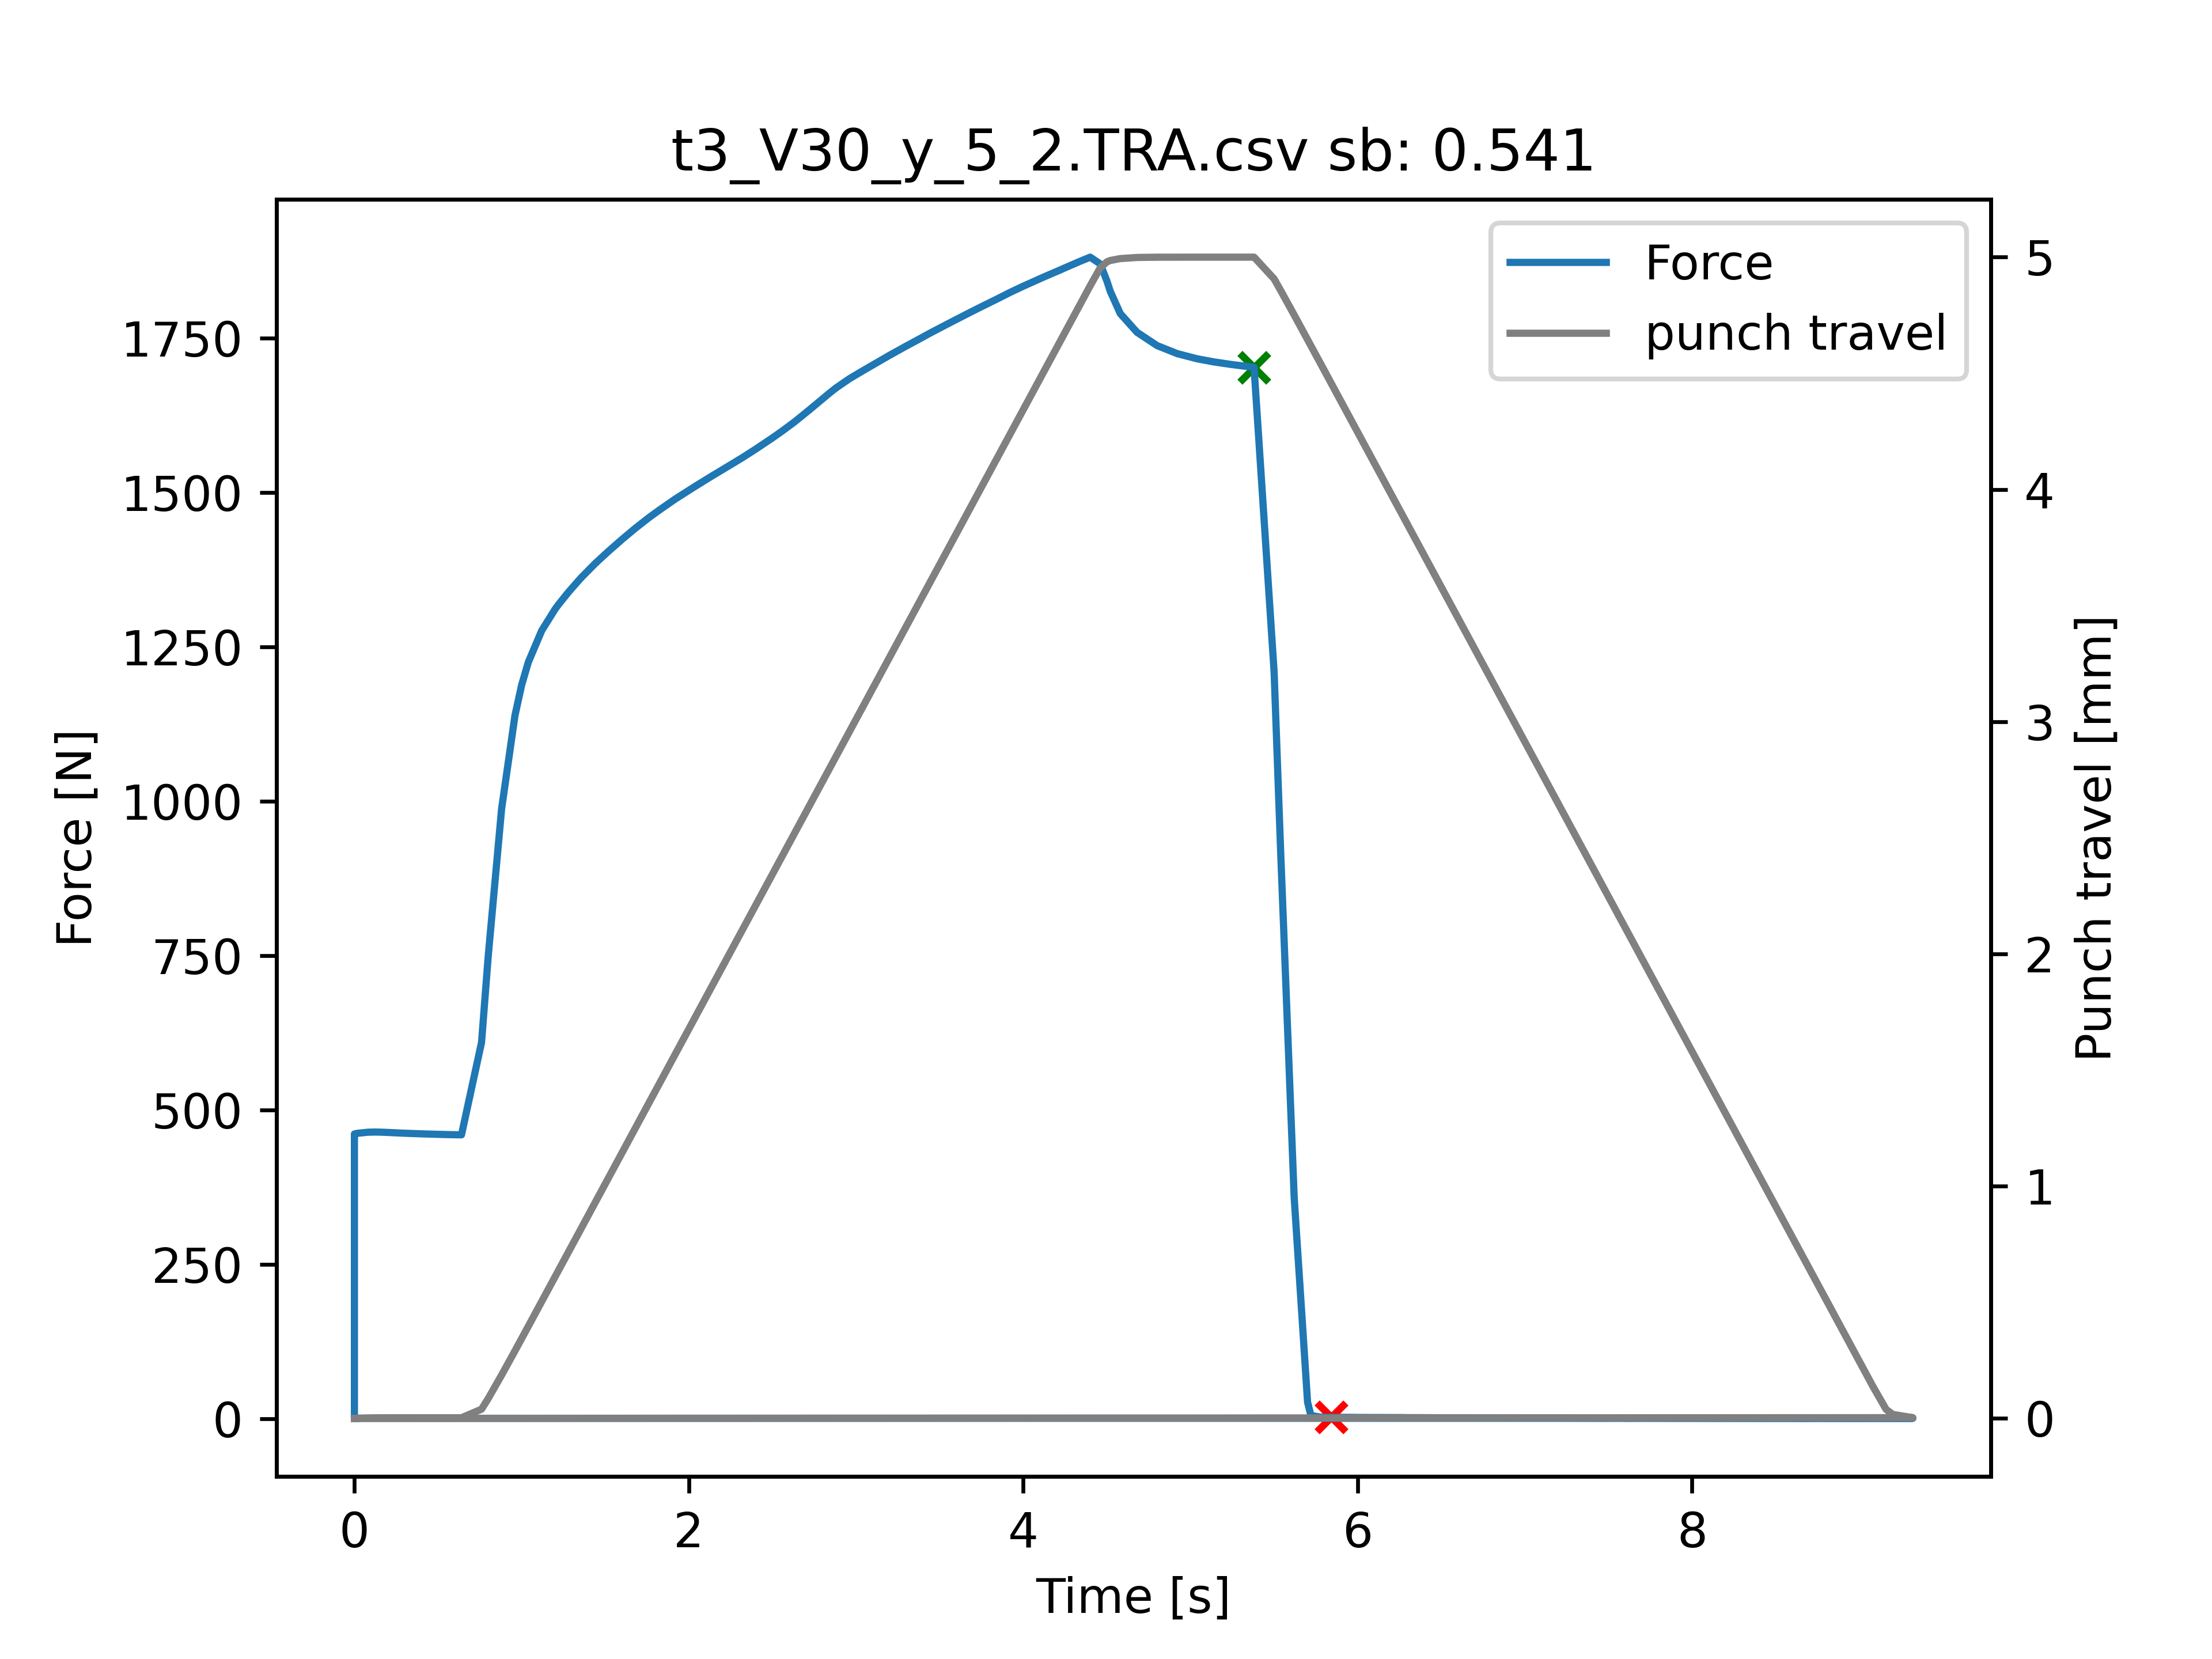 t3_V30_y_5_2.TRA.csv sb: 0.541
Force
punch travel
Force [N]
1750
1500
1250
1000
750
500
250
0
5
4
3
2
1
0
Punch travel [mm]
0 2 4 6 8
Time [s]